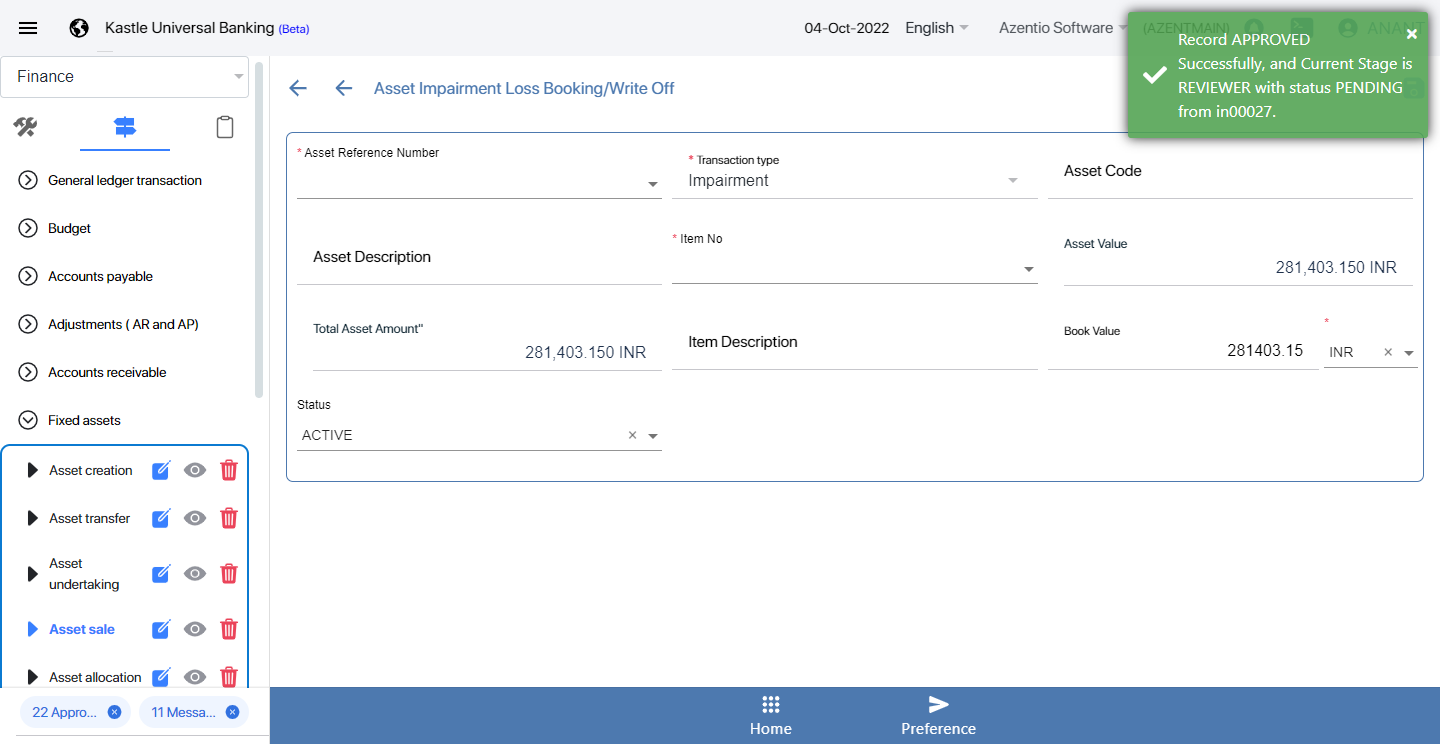 Kastle Universal Banking (Beta)
04-Oct-2022
English
Azentio Software
(AZENTMAIN)
ANANT
Record APPROVED
Successfully, and Current Stage is
REVIEWER with status PENDING
from in00027.
Finance
Asset Impairment Loss Booking/Write Off
General ledger transaction
Budget
Accounts payable
Adjustments ( AR and AP)
Accounts receivable
Fixed assets
Asset creation
Asset transfer
Asset
undertaking
Asset sale
Asset allocation
22 Appro...
11 Messa...
* Asset Reference Number
* Transaction type
Impairment
Asset Code
Asset Description
* Item No
Asset Value
281,403.150 INR
Total Asset Amount"
281,403.150 INR
Item Description
Book Value
281403.15
*
INR
Status
ACTIVE
Home
Preference